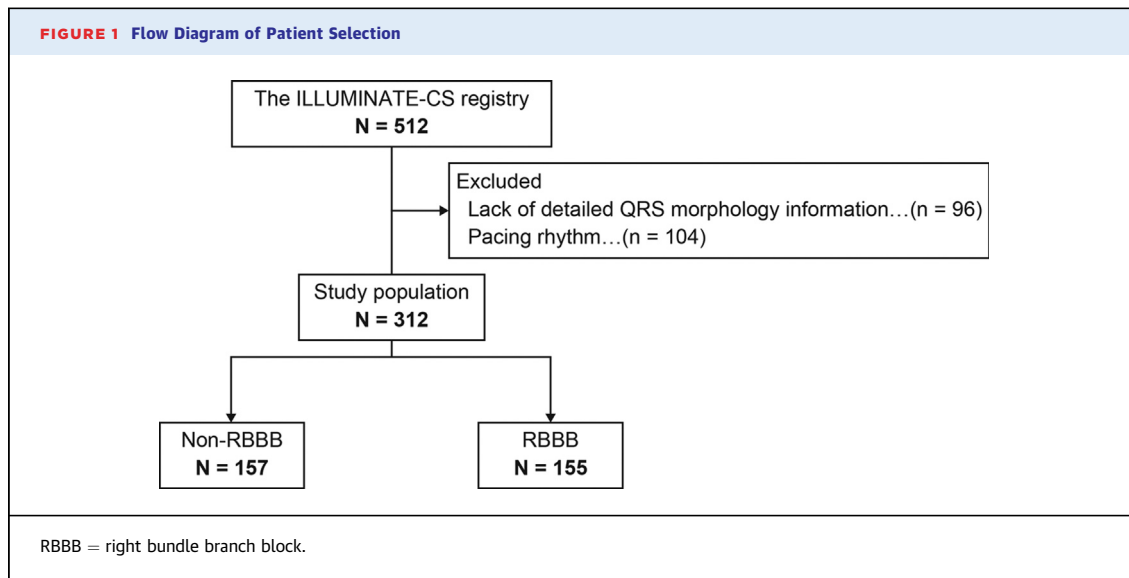 FIGURE 1 Flow Diagram of Patient Selection
The ILLUMINATE-CS registry
N = 512
Excluded
Lack of detailed QRS morphology information…(n = 96)
Pacing rhythm…(n = 104)
Study population
N = 312
Non-RBBB
N = 157
RBBB
N = 155
RBBB = right bundle branch block.